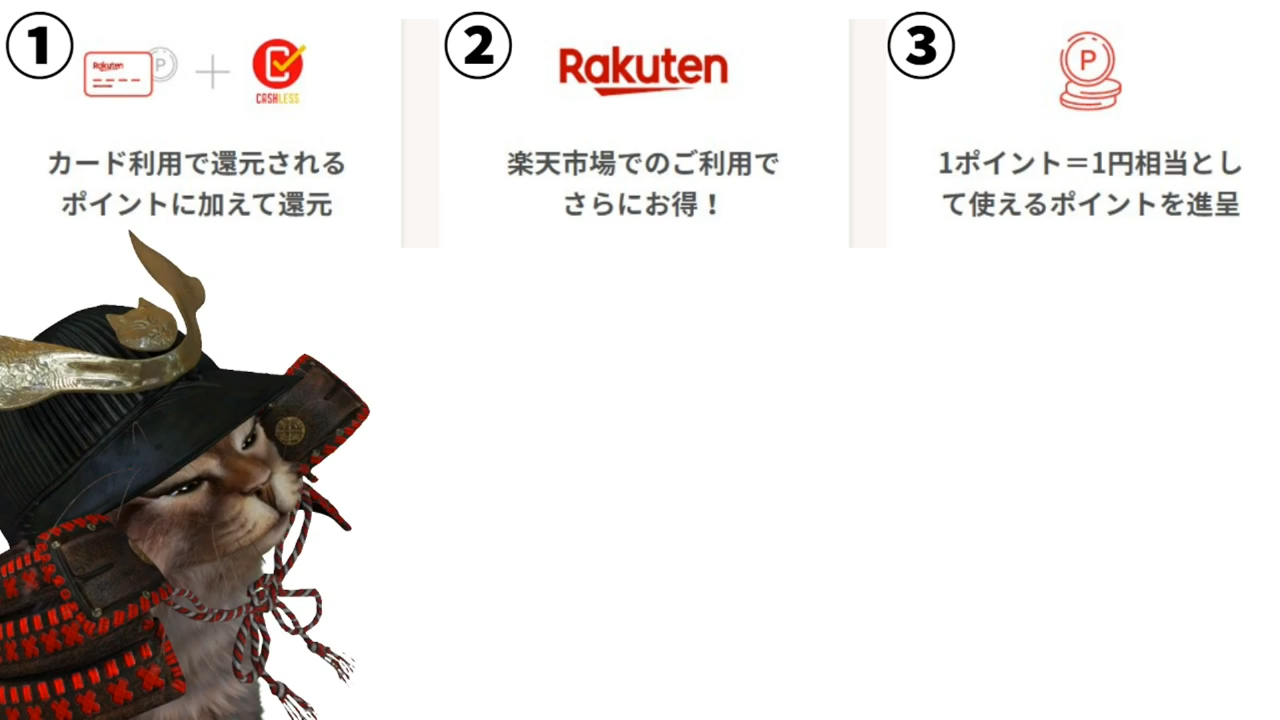 ①
Rakuten
P
CASHLESS
カード利用で還元される
ポイントに加えて還元
②
Rakuten
楽天市場でのご利用で
さらにお得！
③
P
1ポイント＝1円相当とし
て使えるポイントを進呈